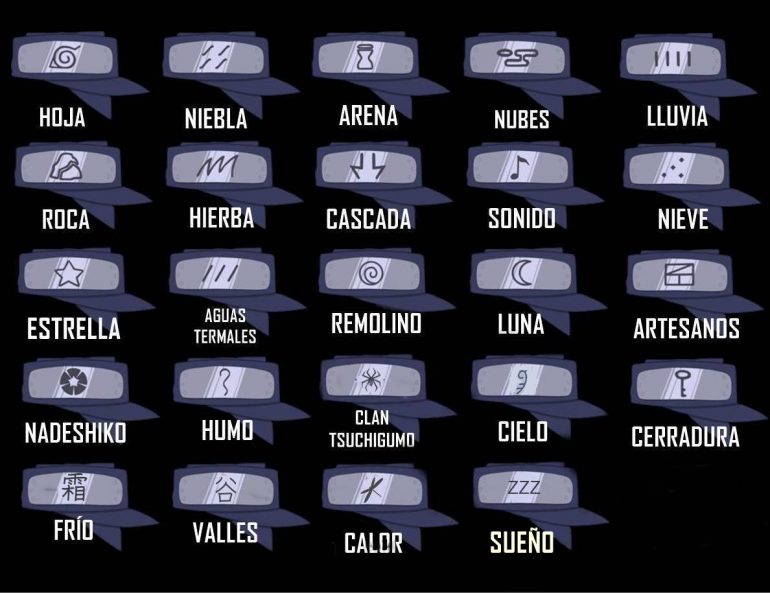 HOJA
NIEBLA
ARENA
NUBES
LLUVIA
ROCA
HIERBA
CASCADA
SONIDO
NIEVE
ESTRELLA
AGUAS
TERMALES
REMOLINO
LUNA
ARTESANOS
NADESHIKO
HUMO
CLAN
TSUCHIGUMO
CIELO
CERRADURA
霜
FRÍO
谷
VALLES
CALOR
ZZZ
SUEÑO